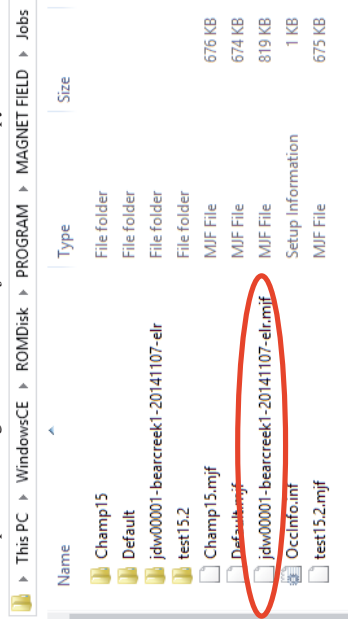 This PC ▸ WindowsCE ▸ ROMDisk ▸ PROGRAM ▸ MAGNET FIELD ▸ Jobs
Name Type Size
Champ15 File folder
Default File folder
jdw00001-bearcreek1-20141107-elr File folder
test15.2 File folder
Champ15.mjf MJF File 676 KB
Default.mjf MJF File 674 KB
jdw00001-bearcreek1-20141107-elr.mjf MJF File 819 KB
OccInfo.inf Setup Information 1 KB
test15.2.mjf MJF File 675 KB